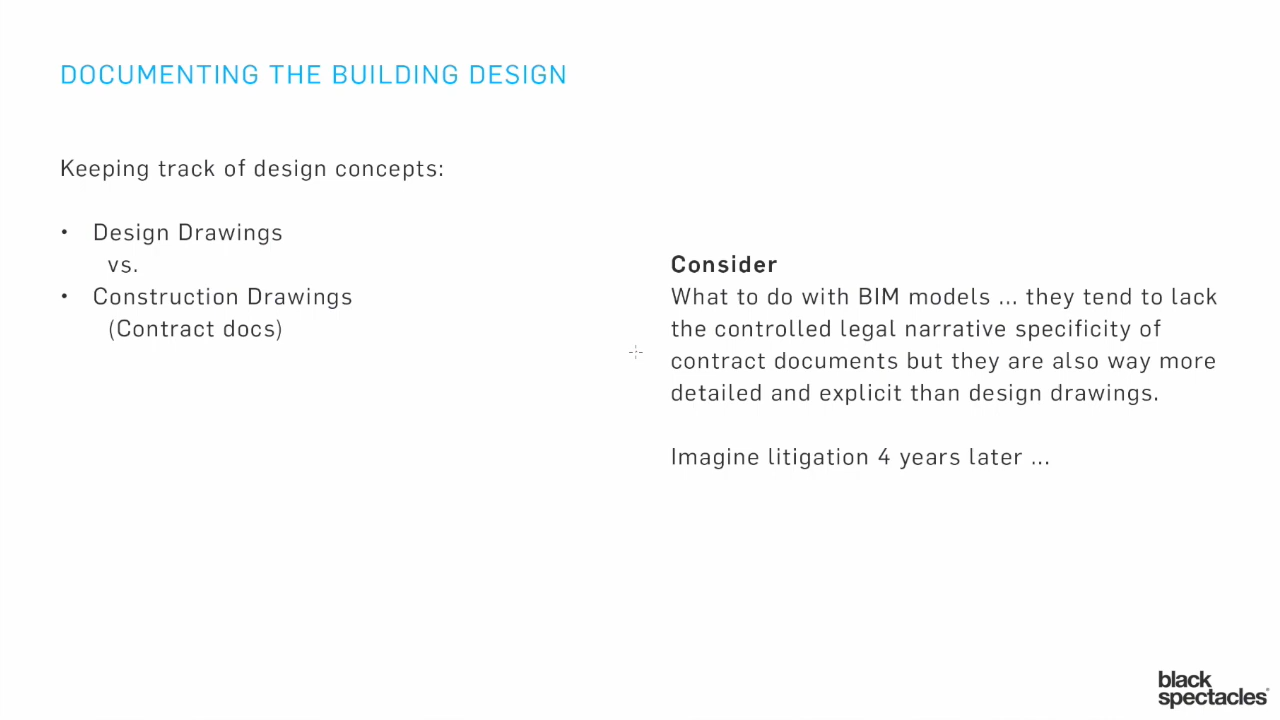 DOCUMENTING THE BUILDING DESIGN
Keeping track of design concepts:
• Design Drawings
vs.
• Construction Drawings
(Contract docs)
Consider
What to do with BIM models ... they tend to lack
the controlled legal narrative specificity of
contract documents but they are also way more
detailed and explicit than design drawings.
Imagine litigation 4 years later ...
black
spectacles®